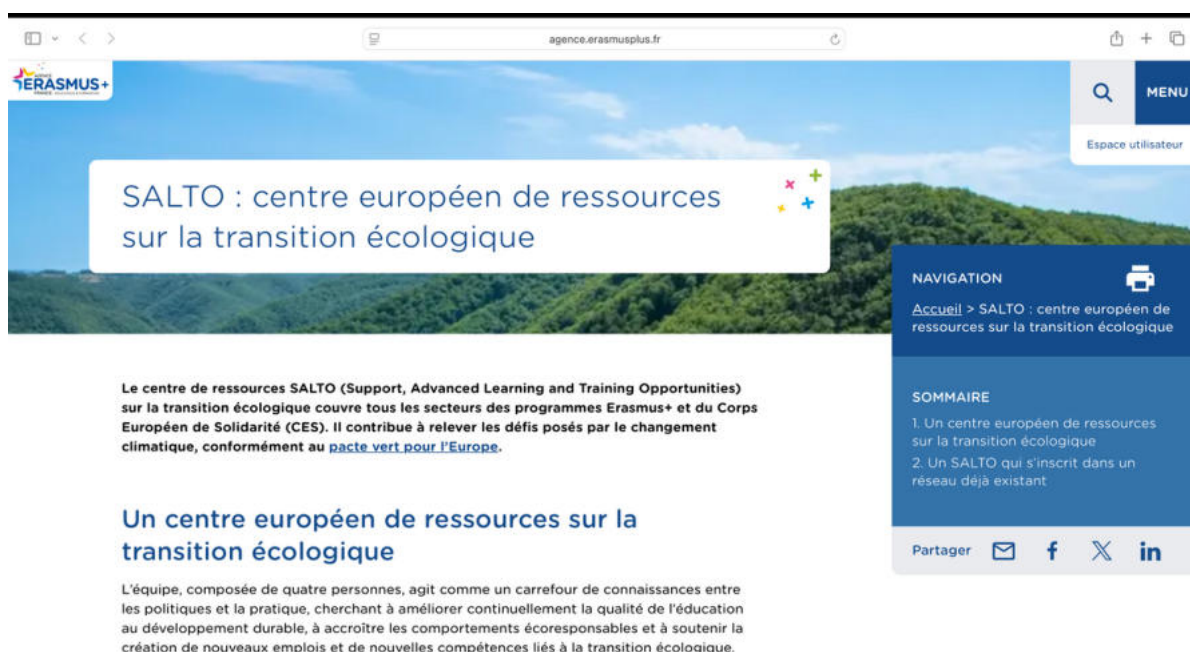 agence.erasmusplus.fr
AGENCE
ERASMUS+
MENU
Espace utilisateur
SALTO : centre européen de ressources
sur la transition écologique
NAVIGATION
Accueil > SALTO : centre européen de
ressources sur la transition écologique
SOMMAIRE
1. Un centre européen de ressources
sur la transition écologique
2. Un SALTO qui s'inscrit dans un
réseau déjà existant
Partager
Le centre de ressources SALTO (Support, Advanced Learning and Training Opportunities)
sur la transition écologique couvre tous les secteurs des programmes Erasmus+ et du Corps
Européen de Solidarité (CES). Il contribue à relever les défis posés par le changement
climatique, conformément au pacte vert pour l'Europe.
Un centre européen de ressources sur la
transition écologique
L'équipe, composée de quatre personnes, agit comme un carrefour de connaissances entre
les politiques et la pratique, cherchant à améliorer continuellement la qualité de l'éducation
au développement durable, à accroître les comportements écoresponsables et à soutenir la
création de nouveaux emplois et de nouvelles compétences liés à la transition écologique.